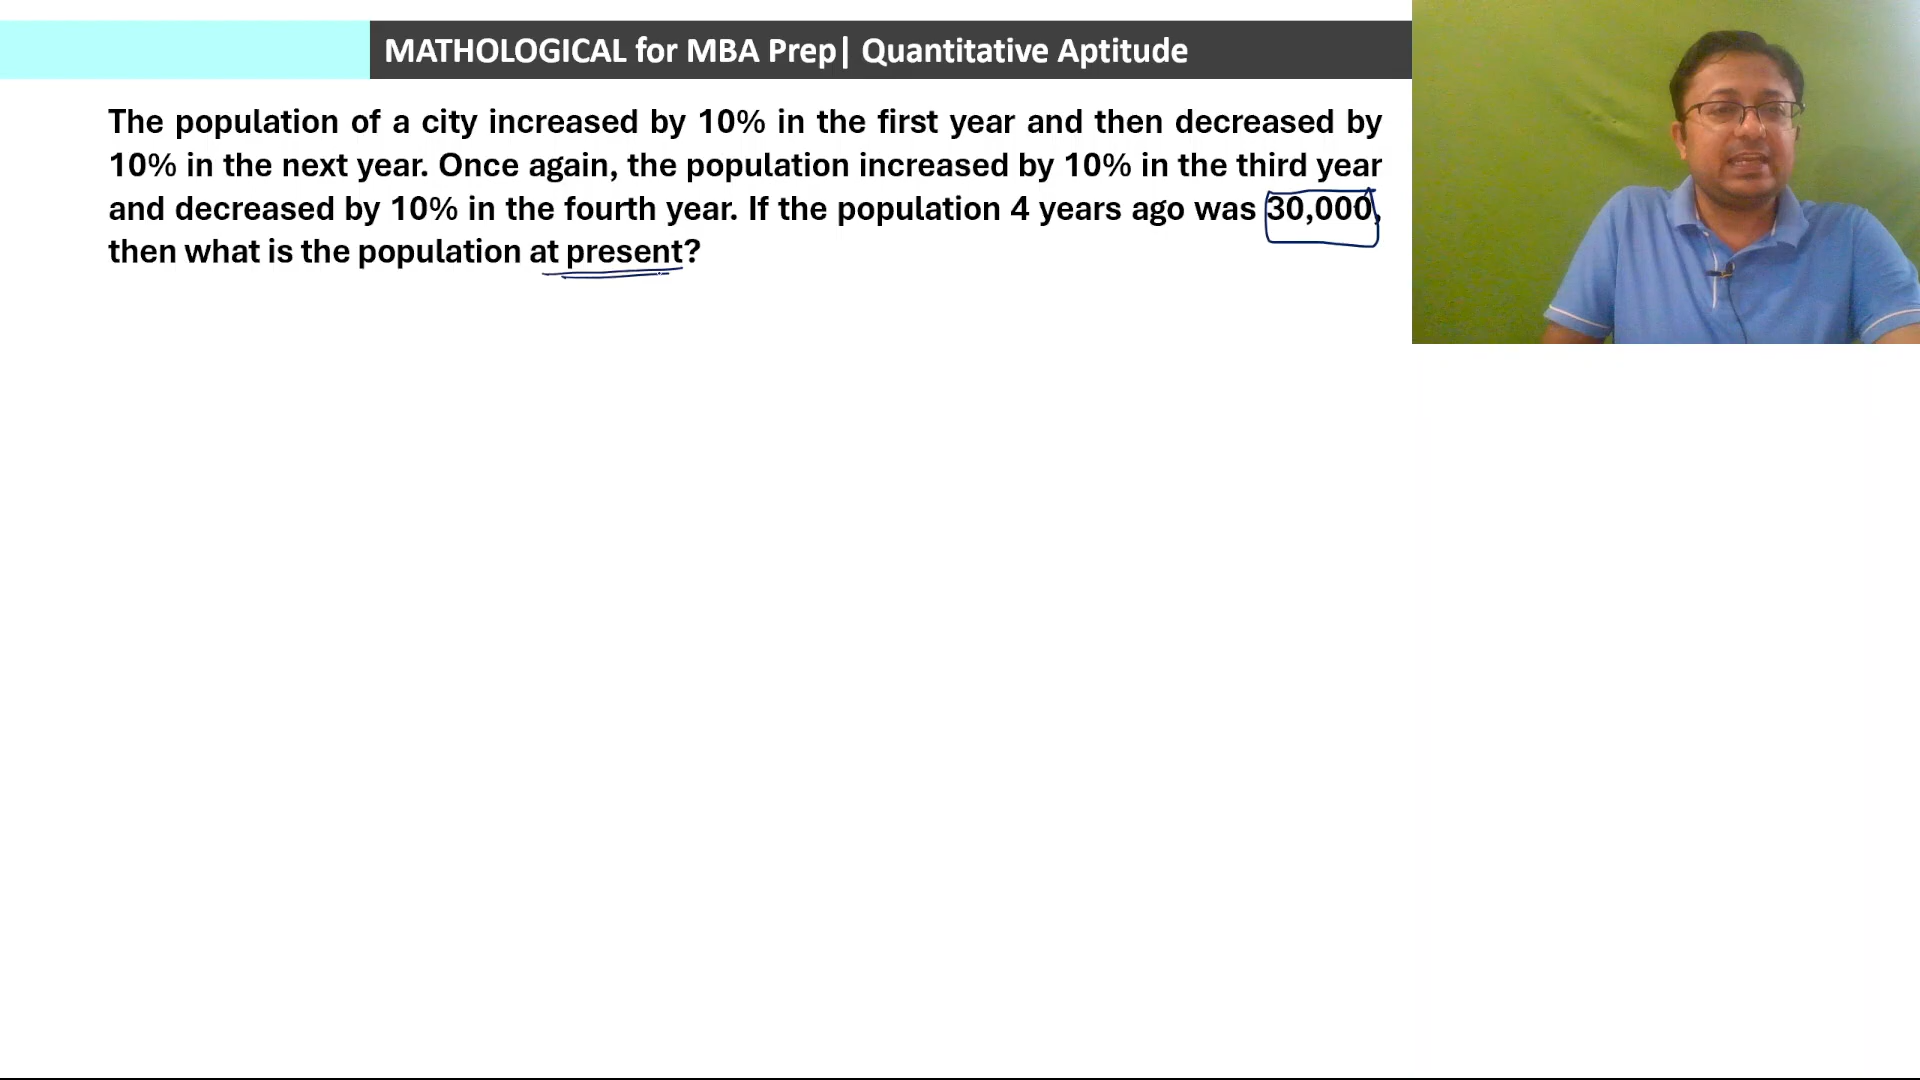 MATHOLOGICAL for MBA Prep| Quantitative Aptitude
The population of a city increased by 10% in the first year and then decreased by
10% in the next year. Once again, the population increased by 10% in the third year
and decreased by 10% in the fourth year. If the population 4 years ago was 30,000,
then what is the population at present?